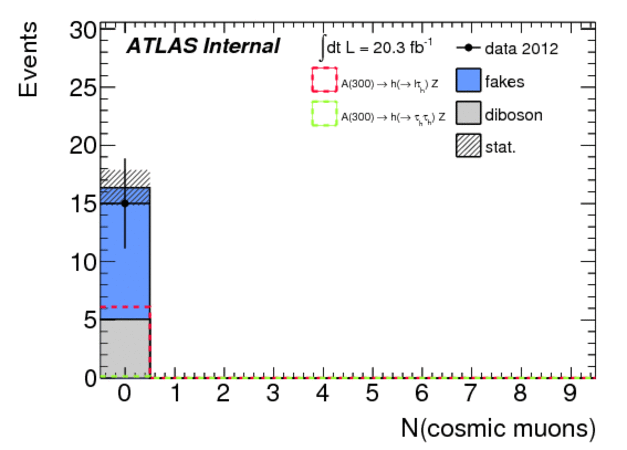 Events
30
25
20
15
10
5
0
ATLAS Internal
∫dt L = 20.3 fb⁻¹
A(300) → h(→ lτₕ) Z
A(300) → h(→ τₕτₕ) Z
data 2012
fakes
diboson
stat.
0 1 2 3 4 5 6 7 8 9
N(cosmic muons)